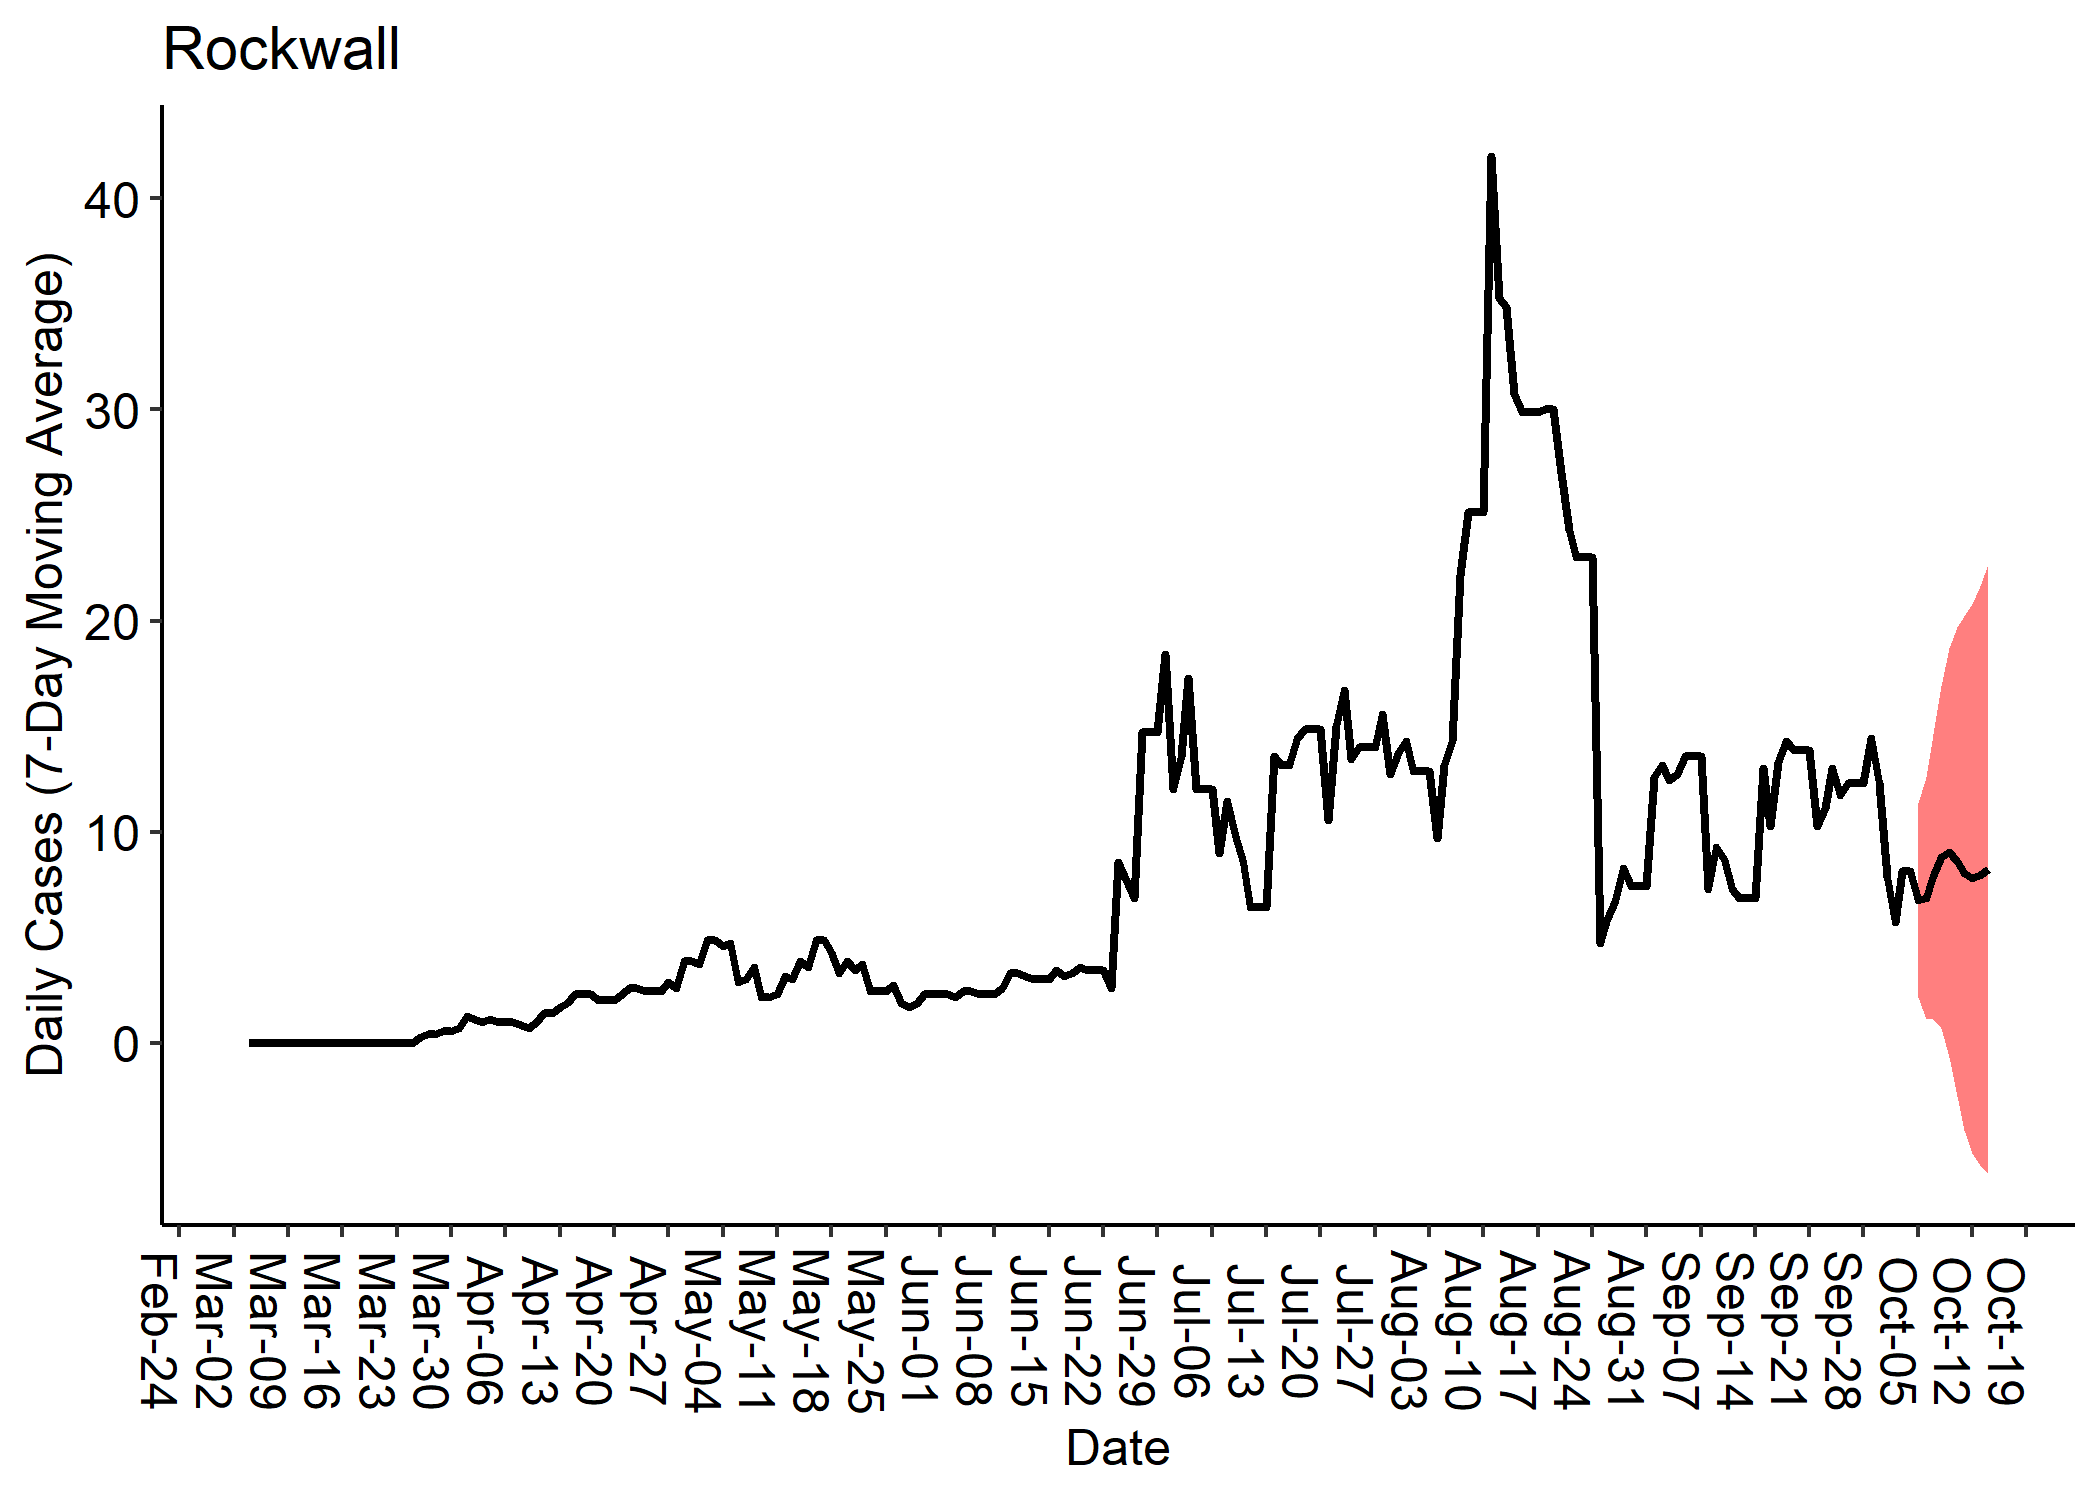 Rockwall
Daily Cases (7-Day Moving Average)
40
30
20
10
0
Feb-24
Mar-02
Mar-09
Mar-16
Mar-23
Mar-30
Apr-06
Apr-13
Apr-20
Apr-27
May-04
May-11
May-18
May-25
Jun-01
Jun-08
Jun-15
Jun-22
Jun-29
Jul-06
Jul-13
Jul-20
Jul-27
Aug-03
Aug-10
Aug-17
Aug-24
Aug-31
Sep-07
Sep-14
Sep-21
Sep-28
Oct-05
Oct-12
Oct-19
Date